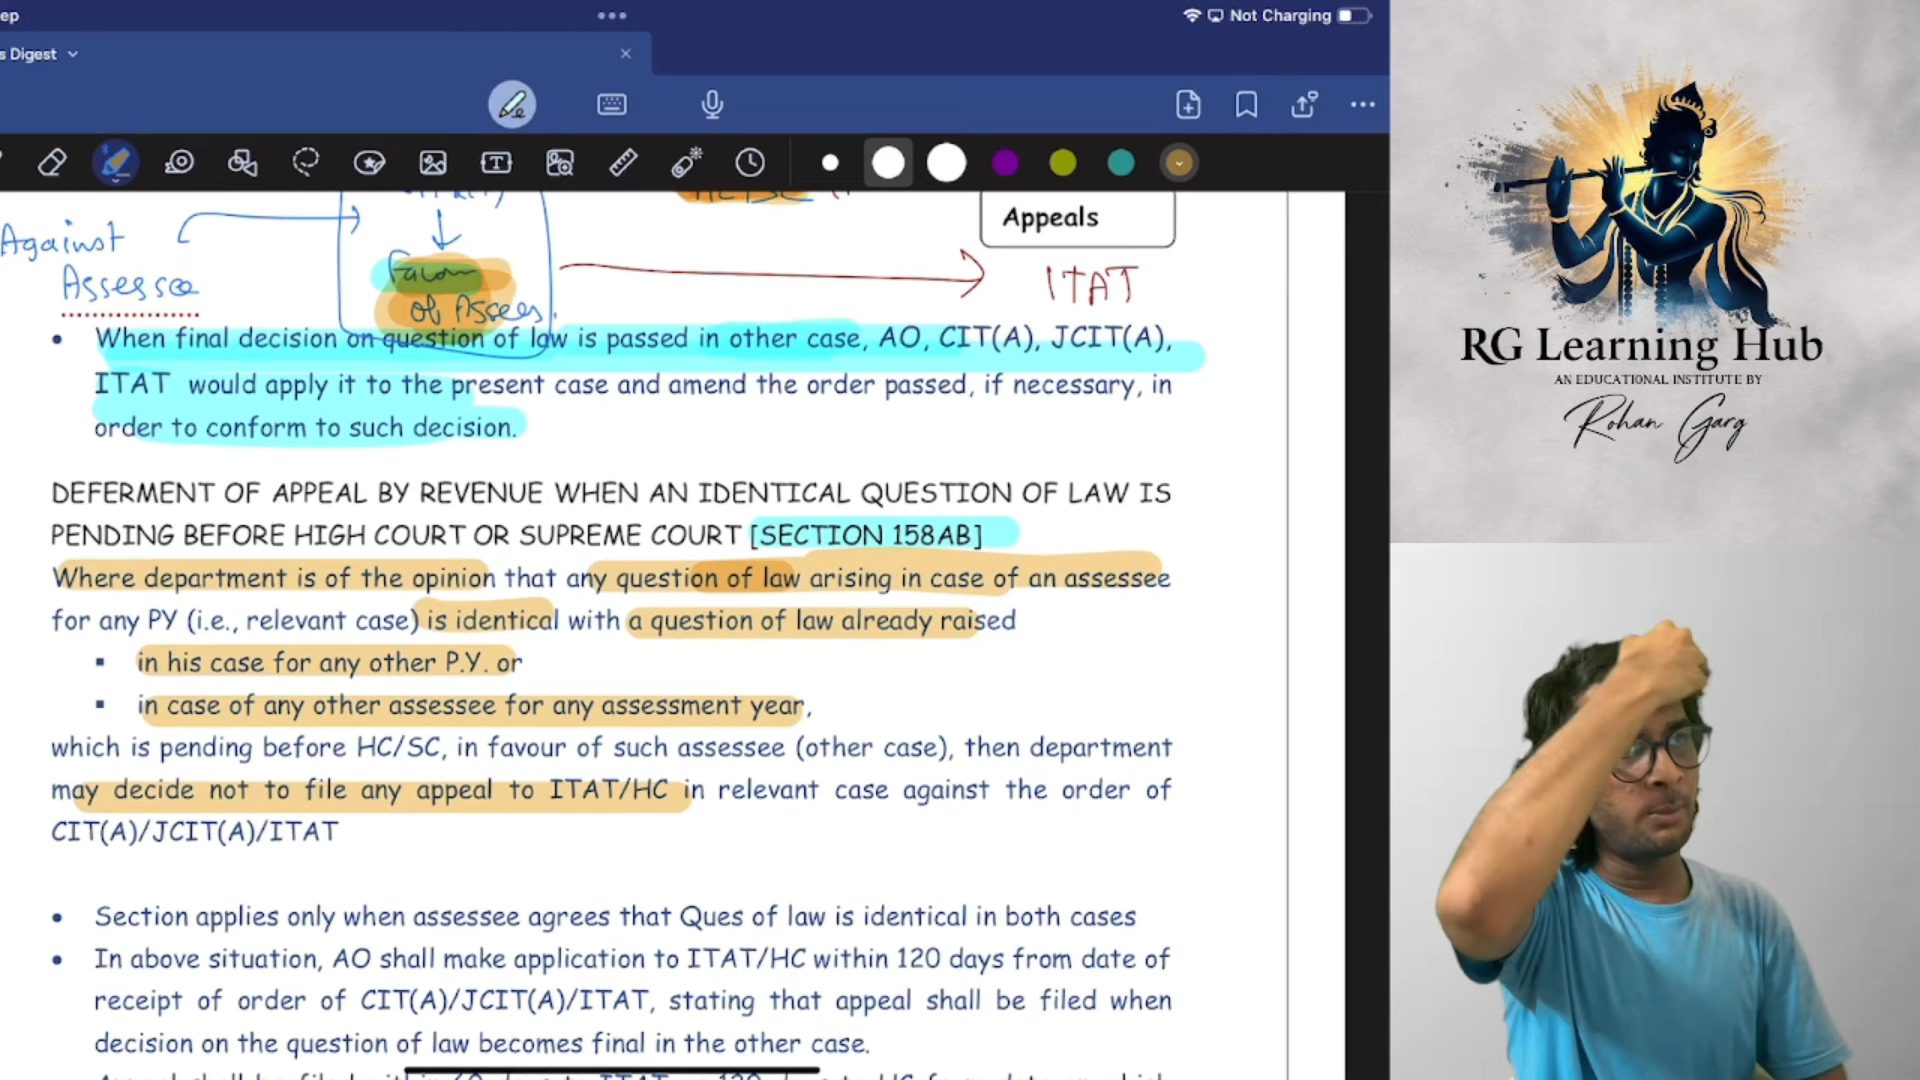 ep
Not Charging
s Digest
Against
Assessee
Favour
of Assess.
Appeals
ITAT
• When final decision on question of law is passed in other case, AO, CIT(A), JCIT(A),
ITAT would apply it to the present case and amend the order passed, if necessary, in
order to conform to such decision.
DEFERMENT OF APPEAL BY REVENUE WHEN AN IDENTICAL QUESTION OF LAW IS
PENDING BEFORE HIGH COURT OR SUPREME COURT [SECTION 158AB]
Where department is of the opinion that any question of law arising in case of an assessee
for any PY (i.e., relevant case) is identical with a question of law already raised
▪ in his case for any other P.Y. or
▪ in case of any other assessee for any assessment year,
which is pending before HC/SC, in favour of such assessee (other case), then department
may decide not to file any appeal to ITAT/HC in relevant case against the order of
CIT(A)/JCIT(A)/ITAT
• Section applies only when assessee agrees that Ques of law is identical in both cases
• In above situation, AO shall make application to ITAT/HC within 120 days from date of
receipt of order of CIT(A)/JCIT(A)/ITAT, stating that appeal shall be filed when
decision on the question of law becomes final in the other case.
RG Learning Hub
AN EDUCATIONAL INSTITUTE BY
Rohan Garg